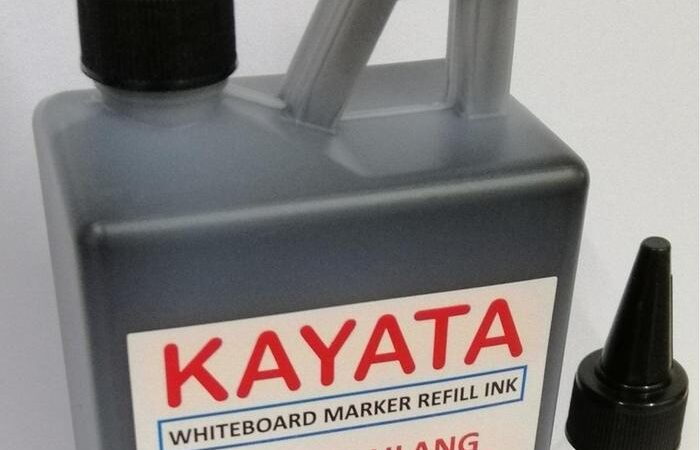 KAYATA
WHITEBOARD MARKER REFILL INK